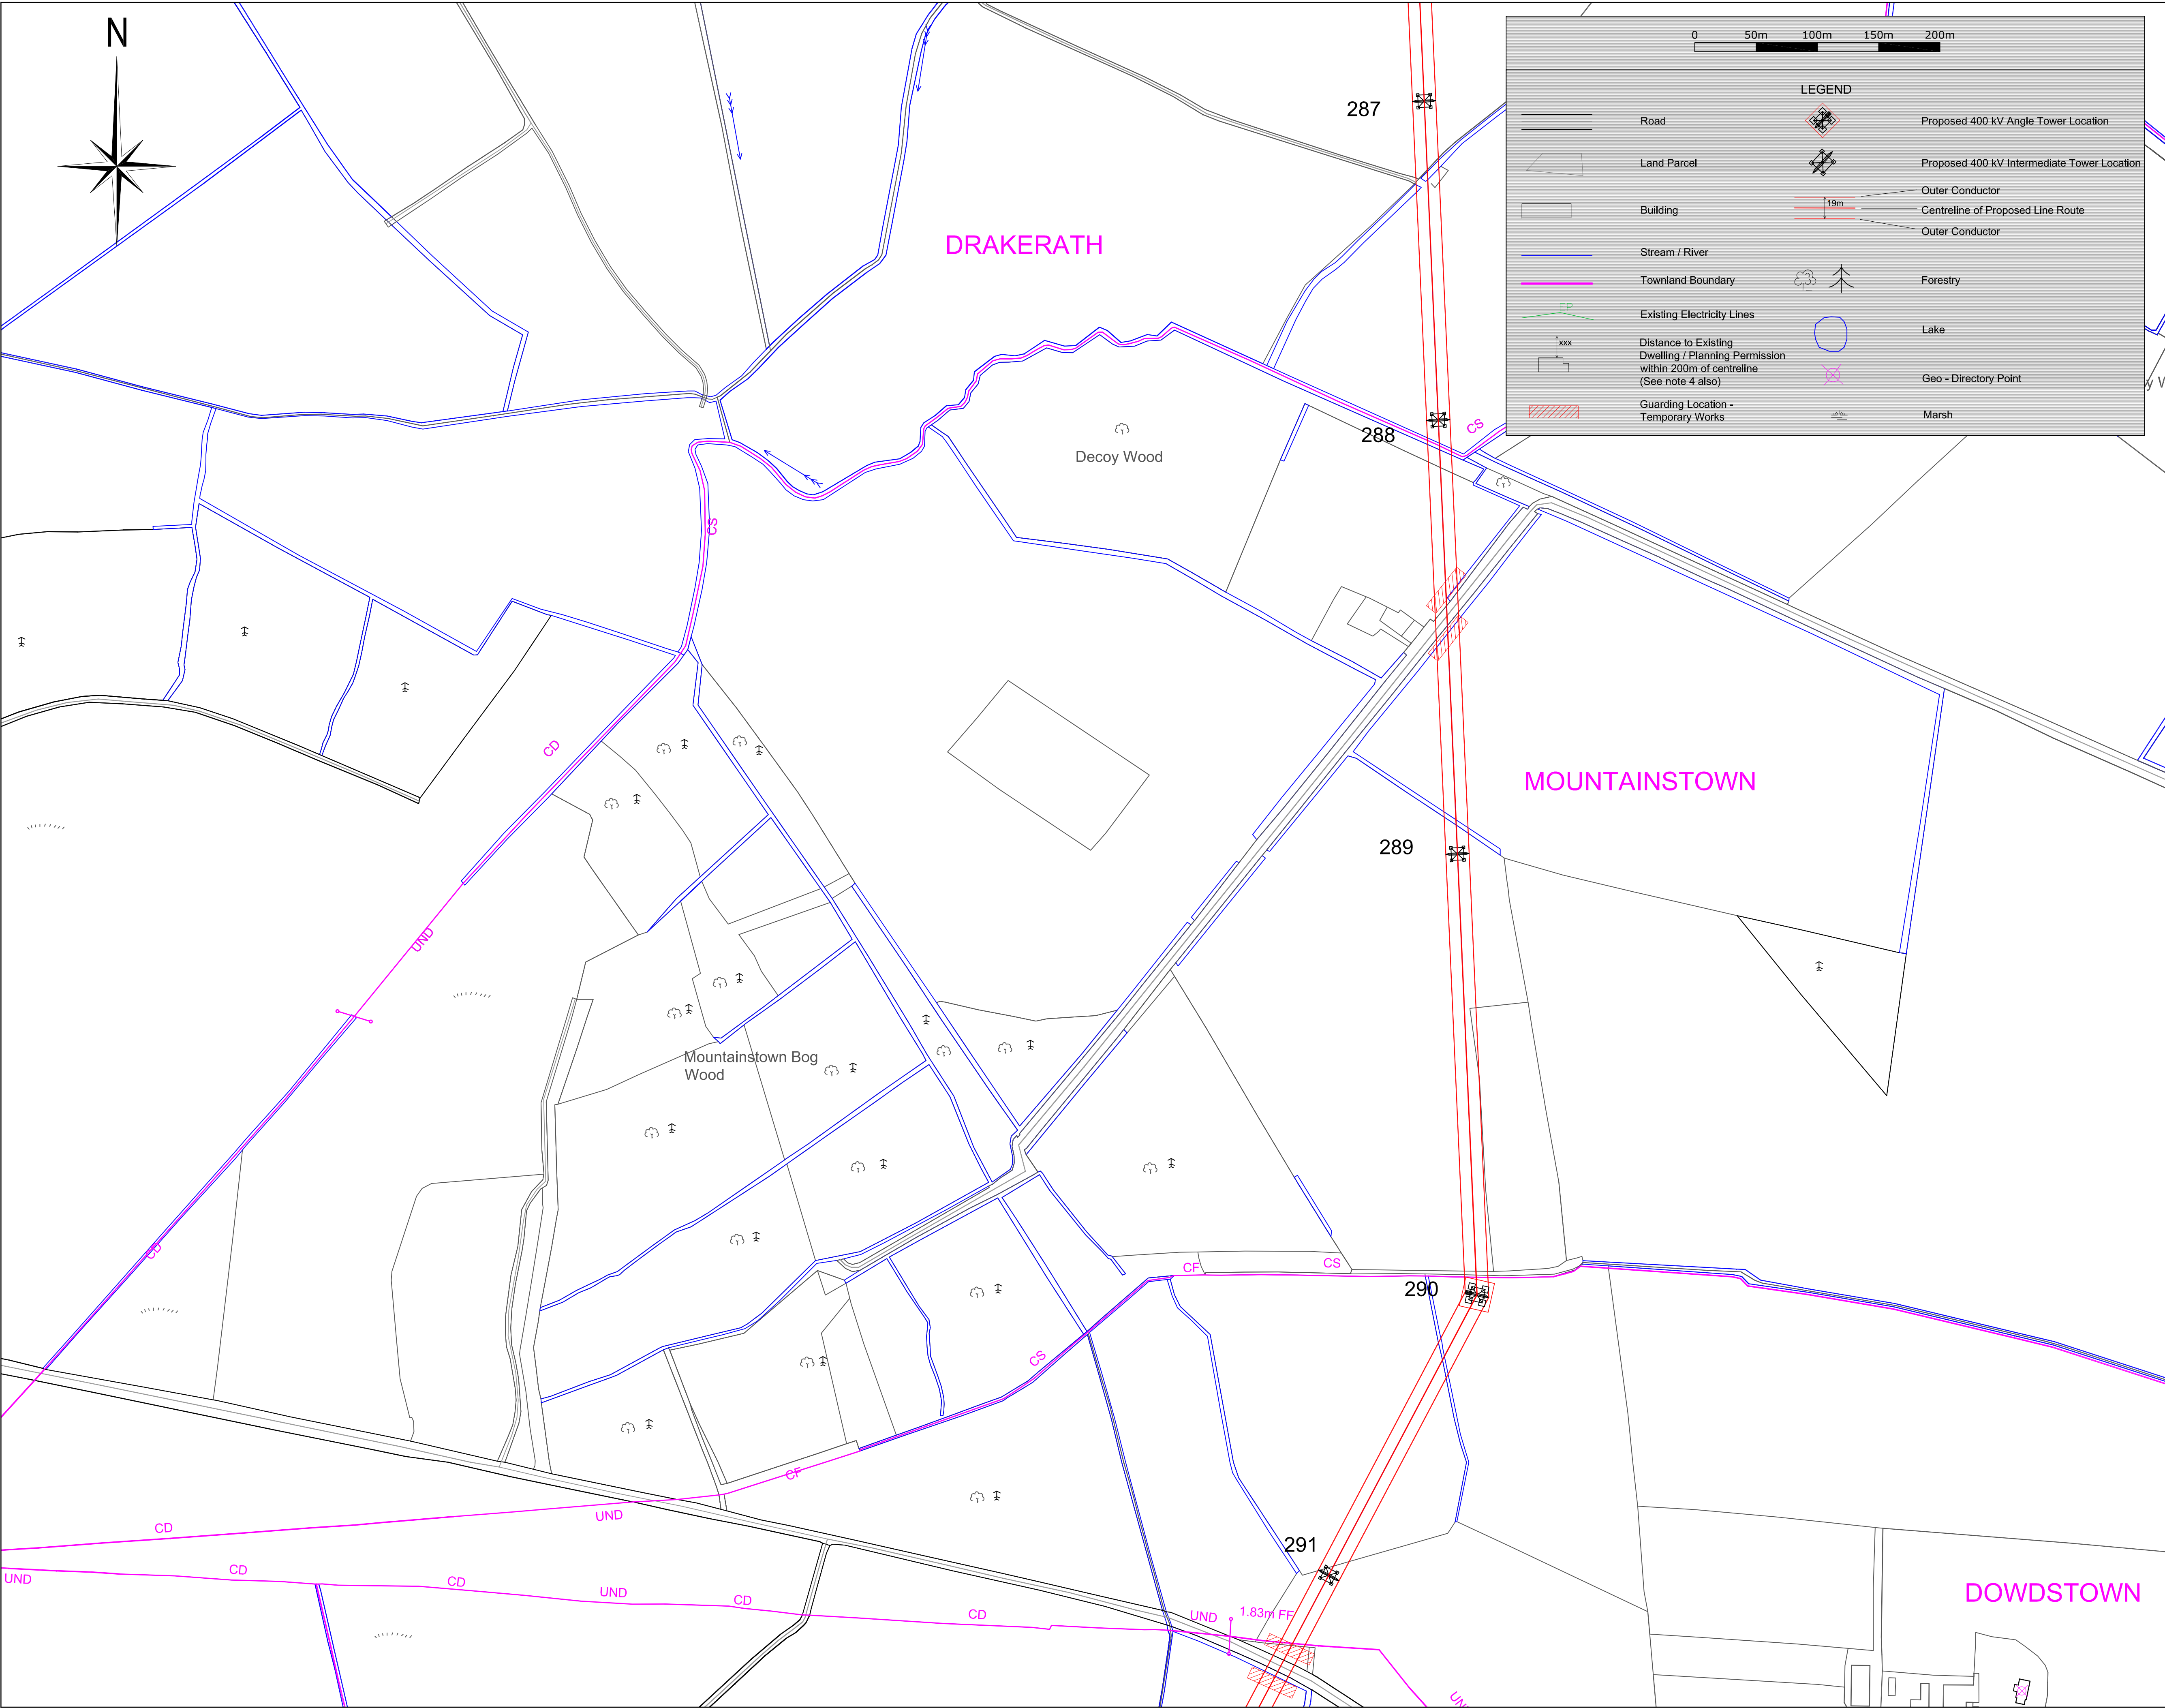 N
0 50m 100m 150m 200m
LEGEND
Road
Proposed 400 kV Angle Tower Location
Land Parcel
Proposed 400 kV Intermediate Tower Location
Outer Conductor
19m
Building
Centreline of Proposed Line Route
Outer Conductor
Stream / River
Townland Boundary
Forestry
EP
Existing Electricity Lines
Lake
xxx
Distance to Existing
Dwelling / Planning Permission
within 200m of centreline
(See note 4 also)
Geo - Directory Point
Guarding Location -
Temporary Works
Marsh
287
DRAKERATH
288
CS
Decoy Wood
CS
CD
MOUNTAINSTOWN
289
UND
Mountainstown Bog
Wood
CD
CF
CS
290
CS
CF
UND
CD
291
UND
CD
CD
UND
CD
CD
UND
1.83m FF
DOWDSTOWN